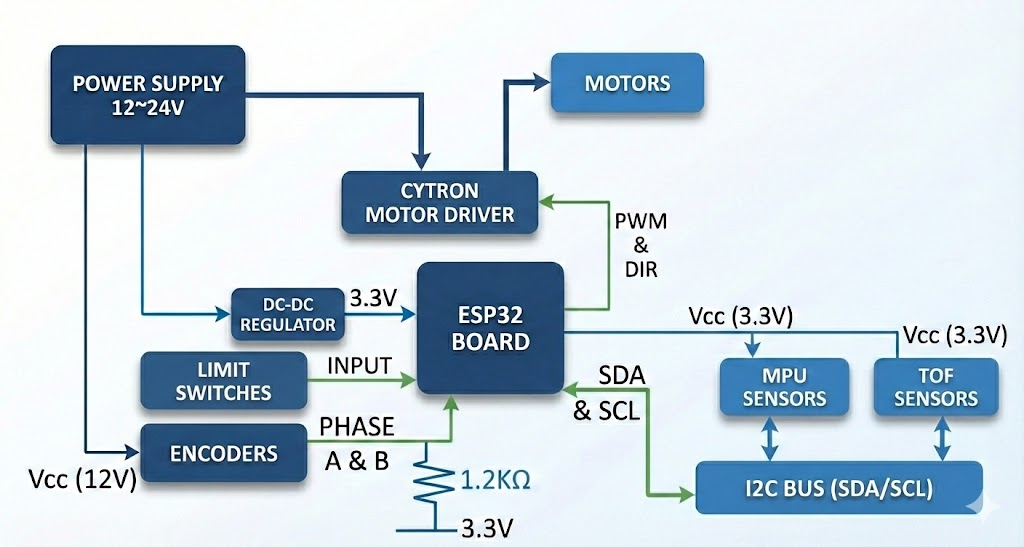 POWER SUPPLY
12~24V
MOTORS
CYTRON
MOTOR DRIVER
PWM
&
DIR
DC-DC
REGULATOR
3.3V
ESP32
BOARD
Vcc (3.3V)
Vcc (3.3V)
LIMIT
SWITCHES
INPUT
SDA
& SCL
MPU
SENSORS
TOF
SENSORS
ENCODERS
PHASE
A & B
Vcc (12V)
1.2KΩ
3.3V
I2C BUS (SDA/SCL)